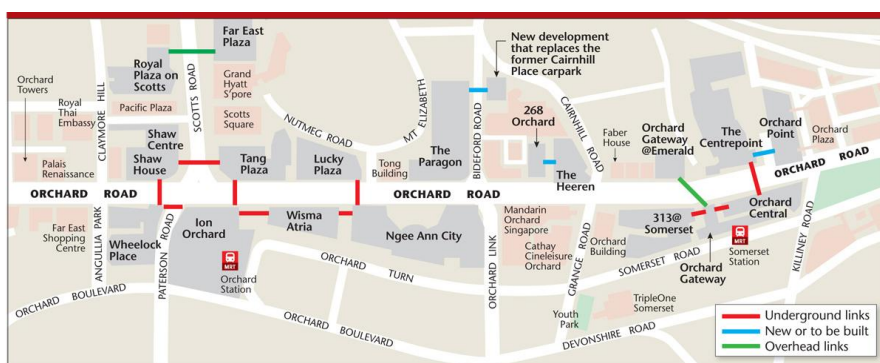 Far East
Plaza
New development
that replaces the
former Cairnhill
Place carpark
Royal
Plaza on
Scotts
SCOTTS ROAD
Grand
Hyatt
S'pore
Orchard
Towers
Royal
Thai
Embassy
CLAYMORE HILL
Pacific Plaza
Scotts
Square
NUTMEG ROAD
MT ELIZABETH
BIDEFORD ROAD
268
Orchard
CAIRNHILL ROAD
Faber
House
Orchard
Gateway
@Emerald
The
Centrepoint
Orchard
Point
Orchard
Plaza
ORCHARD ROAD
Shaw
Centre
Shaw
House
Palais
Renaissance
Tang
Plaza
Lucky
Plaza
Tong
Building
The
Paragon
The
Heeren
ORCHARD ROAD
ORCHARD ROAD
Far East
Shopping
Centre
ANGULLIA PARK
Wheelock
Place
PATERSON ROAD
Ion
Orchard
Wisma
Atria
Ngee Ann City
ORCHARD LINK
Mandarin
Orchard
Singapore
Cathay
Cineleisure
Orchard
GRANGE ROAD
Orchard
Building
313@
Somerset
Orchard
Central
MRT
Orchard
Station
ORCHARD TURN
SOMERSET ROAD
Orchard
Gateway
MRT
Somerset
Station
KILLINEY ROAD
ORCHARD BOULEVARD
ORCHARD BOULEVARD
Youth
Park
TripleOne
Somerset
DEVONSHIRE ROAD
Underground links
New or to be built
Overhead links